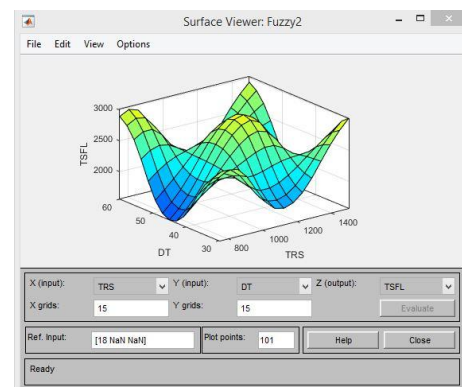 Surface Viewer: Fuzzy2
File Edit View Options
3000
2500
2000
TSFL
60
50
40
30
DT
800
1000
1200
1400
TRS
X (input): TRS Y (input): DT Z (output): TSFL
X grids: 15 Y grids: 15 Evaluate
Ref. Input: [18 NaN NaN] Plot points: 101 Help Close
Ready